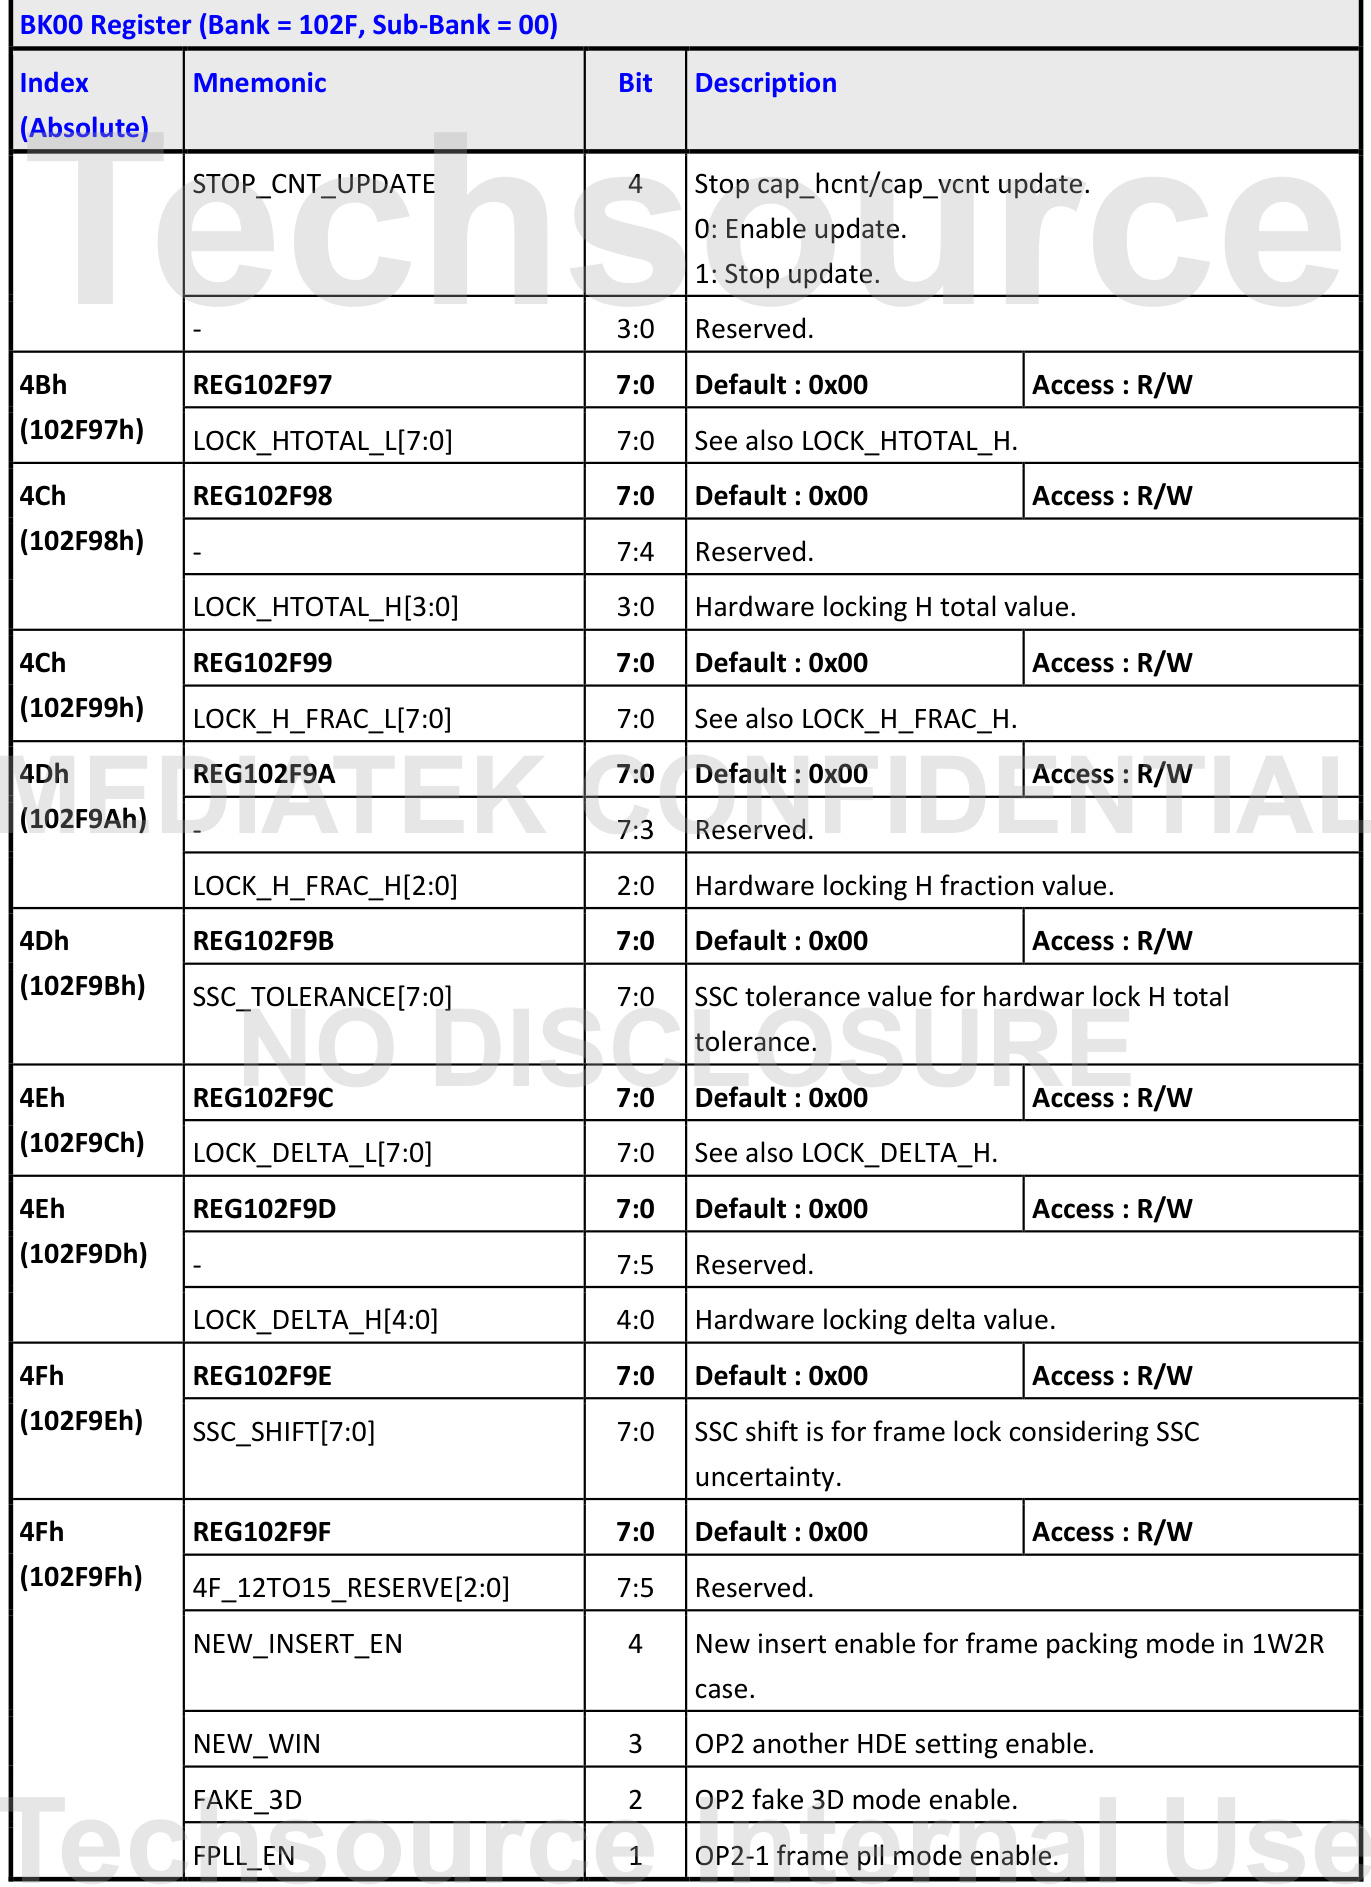 BK00 Register (Bank = 102F, Sub-Bank = 00)
Index (Absolute) Mnemonic Bit Description
STOP_CNT_UPDATE 4 Stop cap_hcnt/cap_vcnt update.
0: Enable update.
1: Stop update.
- 3:0 Reserved.
4Bh REG102F97 7:0 Default : 0x00 Access : R/W
(102F97h) LOCK_HTOTAL_L[7:0] 7:0 See also LOCK_HTOTAL_H.
4Ch REG102F98 7:0 Default : 0x00 Access : R/W
(102F98h) - 7:4 Reserved.
LOCK_HTOTAL_H[3:0] 3:0 Hardware locking H total value.
4Ch REG102F99 7:0 Default : 0x00 Access : R/W
(102F99h) LOCK_H_FRAC_L[7:0] 7:0 See also LOCK_H_FRAC_H.
4Dh REG102F9A 7:0 Default : 0x00 Access : R/W
(102F9Ah) - 7:3 Reserved.
LOCK_H_FRAC_H[2:0] 2:0 Hardware locking H fraction value.
4Dh REG102F9B 7:0 Default : 0x00 Access : R/W
(102F9Bh) SSC_TOLERANCE[7:0] 7:0 SSC tolerance value for hardwar lock H total
tolerance.
4Eh REG102F9C 7:0 Default : 0x00 Access : R/W
(102F9Ch) LOCK_DELTA_L[7:0] 7:0 See also LOCK_DELTA_H.
4Eh REG102F9D 7:0 Default : 0x00 Access : R/W
(102F9Dh) - 7:5 Reserved.
LOCK_DELTA_H[4:0] 4:0 Hardware locking delta value.
4Fh REG102F9E 7:0 Default : 0x00 Access : R/W
(102F9Eh) SSC_SHIFT[7:0] 7:0 SSC shift is for frame lock considering SSC
uncertainty.
4Fh REG102F9F 7:0 Default : 0x00 Access : R/W
(102F9Fh) 4F_12TO15_RESERVE[2:0] 7:5 Reserved.
NEW_INSERT_EN 4 New insert enable for frame packing mode in 1W2R
case.
NEW_WIN 3 OP2 another HDE setting enable.
FAKE_3D 2 OP2 fake 3D mode enable.
FPLL_EN 1 OP2-1 frame pll mode enable.
Techsource
MEDIATEK CONFIDENTIAL
NO DISCLOSURE
Techsource Internal Use